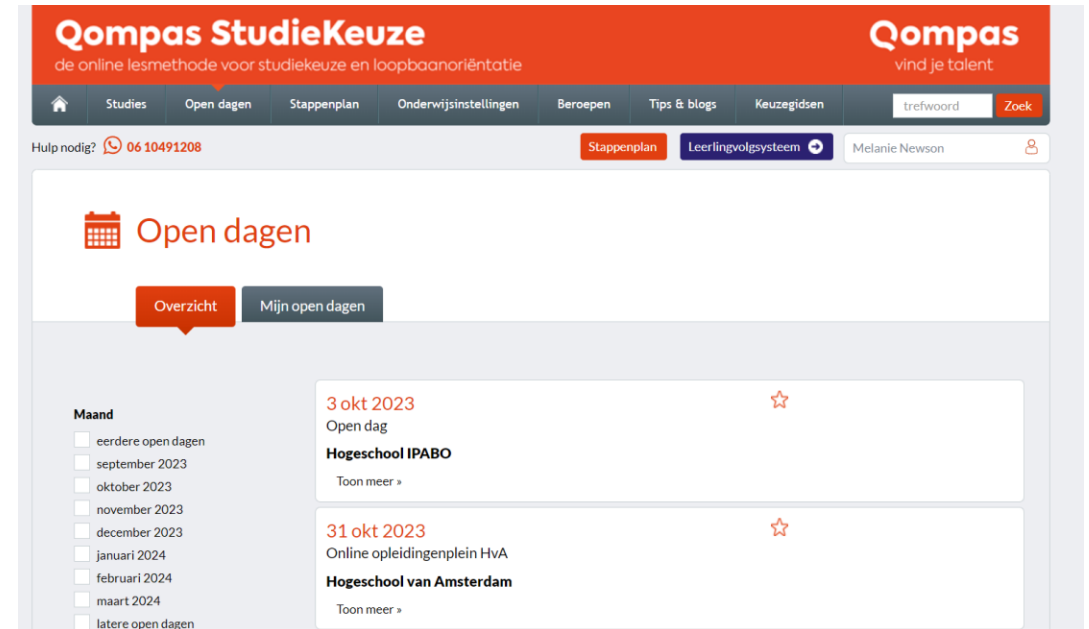 Qompas StudieKeuze
de online lesmethode voor studiekeuze en loopbaanoriëntatie
Qompas
vind je talent
Studies Open dagen Stappenplan Onderwijsinstellingen Beroepen Tips & blogs Keuzegidsen trefwoord Zoek
Hulp nodig? 06 10491208 Stappenplan Leerlingvolgsysteem Melanie Newson
Open dagen
Overzicht Mijn open dagen
Maand
eerdere open dagen
september 2023
oktober 2023
november 2023
december 2023
januari 2024
februari 2024
maart 2024
latere open dagen
3 okt 2023
Open dag
Hogeschool IPABO
Toon meer »
31 okt 2023
Online opleidingenplein HvA
Hogeschool van Amsterdam
Toon meer »